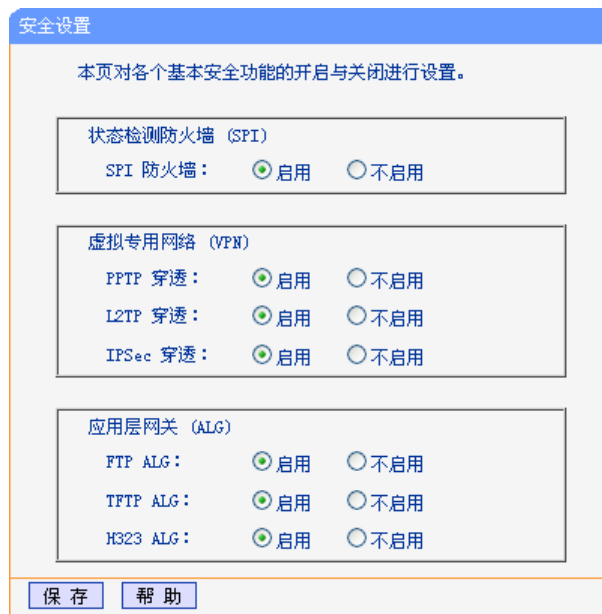 安全设置
本页对各个基本安全功能的开启与关闭进行设置。
状态检测防火墙 (SPI)
SPI 防火墙： 启用 不启用
虚拟专用网络 (VPN)
PPTP 穿透： 启用 不启用
L2TP 穿透： 启用 不启用
IPSec 穿透： 启用 不启用
应用层网关 (ALG)
FTP ALG： 启用 不启用
TFTP ALG： 启用 不启用
H323 ALG： 启用 不启用
保 存 帮 助